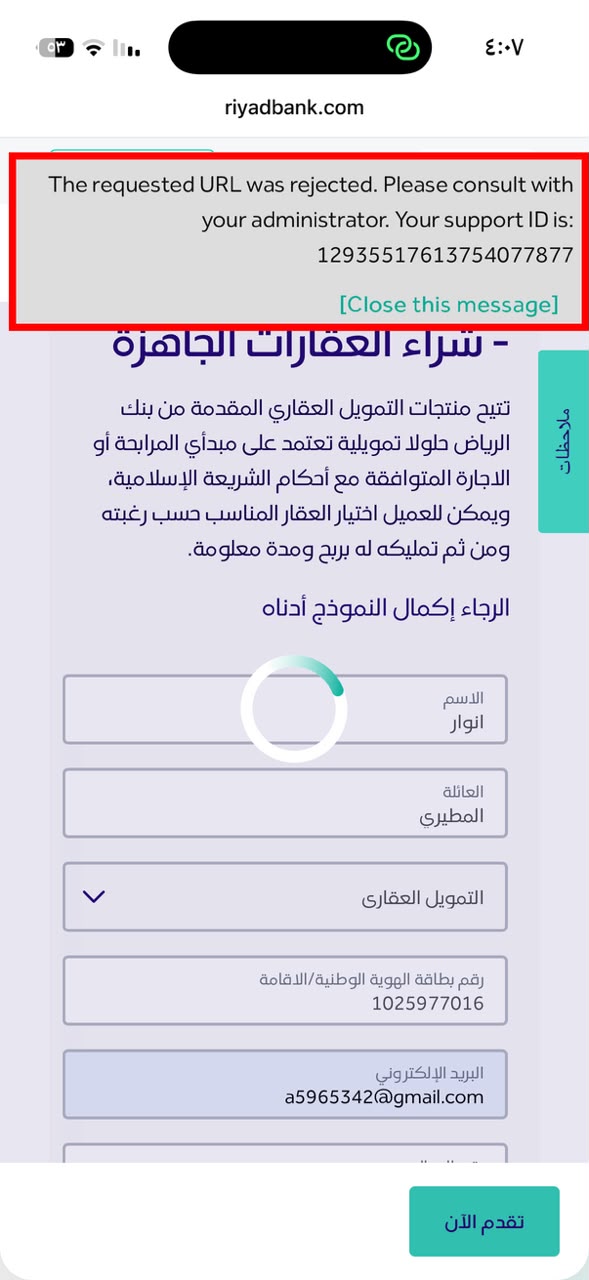 ٥٣
٤:٠٧
riyadbank.com
The requested URL was rejected. Please consult with
your administrator. Your support ID is:
12935517613754077877
[Close this message]
- شراء العقارات الجاهزة
تتيح منتجات التمويل العقاري المقدمة من بنك
الرياض حلولا تمويلية تعتمد على مبدأي المرابحة أو
الاجارة المتوافقة مع أحكام الشريعة الإسلامية،
ويمكن للعميل اختيار العقار المناسب حسب رغبته
ومن ثم تمليكه له بربح ومدة معلومة.
ملاحظات
الرجاء إكمال النموذج أدناه
الاسم
انوار
العائلة
المطيري
التمويل العقاري
رقم بطاقة الهوية الوطنية/الاقامة
1025977016
البريد الإلكتروني
a5965342@gmail.com
تقدم الآن